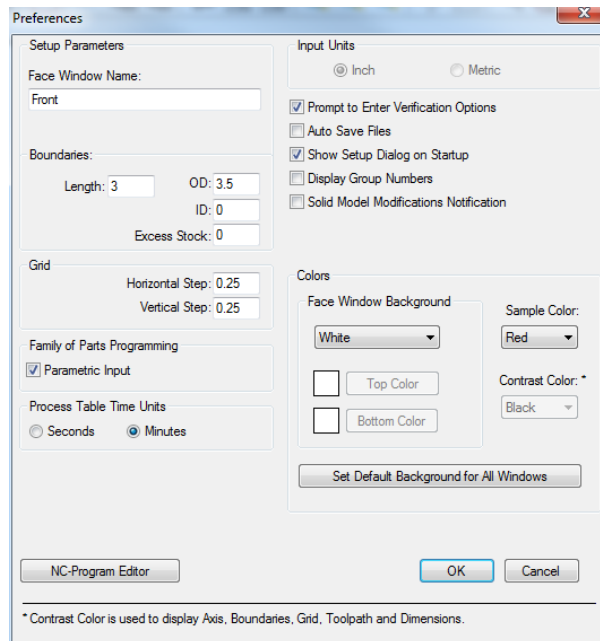 Preferences
Setup Parameters
Face Window Name:
Front
Boundaries:
Length: 3
OD: 3.5
ID: 0
Excess Stock: 0
Grid
Horizontal Step: 0.25
Vertical Step: 0.25
Family of Parts Programming
Parametric Input
Process Table Time Units
Seconds Minutes
Input Units
Inch Metric
Prompt to Enter Verification Options
Auto Save Files
Show Setup Dialog on Startup
Display Group Numbers
Solid Model Modifications Notification
Colors
Face Window Background
White
Top Color
Bottom Color
Sample Color:
Red
Contrast Color: *
Black
Set Default Background for All Windows
NC-Program Editor
OK Cancel
* Contrast Color is used to display Axis, Boundaries, Grid, Toolpath and Dimensions.